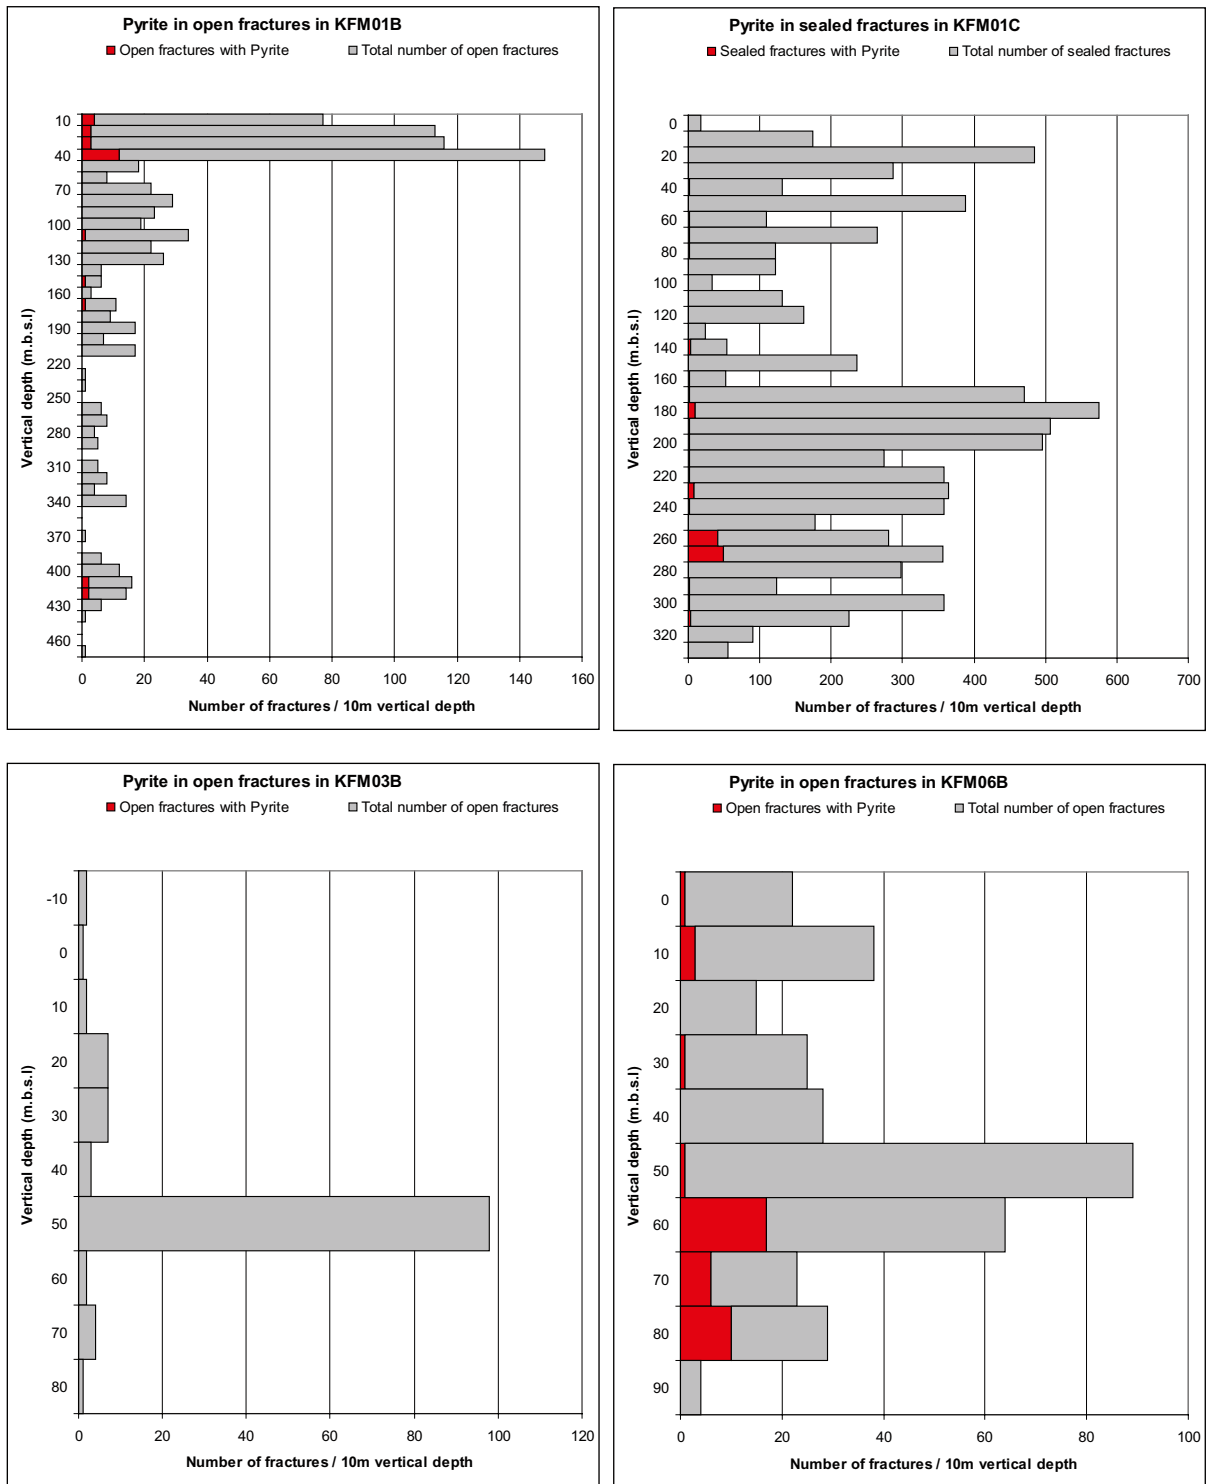 Pyrite in open fractures in KFM01B
Open fractures with Pyrite Total number of open fractures
Vertical depth (m.b.s.l)
10
40
70
100
130
160
190
220
250
280
310
340
370
400
430
460
0 20 40 60 80 100 120 140 160
Number of fractures / 10m vertical depth
Pyrite in sealed fractures in KFM01C
Sealed fractures with Pyrite Total number of sealed fractures
Vertical depth (m.b.s.l)
0
20
40
60
80
100
120
140
160
180
200
220
240
260
280
300
320
0 100 200 300 400 500 600 700
Number of fractures / 10m vertical depth
Pyrite in open fractures in KFM03B
Open fractures with Pyrite Total number of open fractures
Vertical depth (m.b.s.l)
-10
0
10
20
30
40
50
60
70
80
0 20 40 60 80 100 120
Number of fractures / 10m vertical depth
Pyrite in open fractures in KFM06B
Open fractures with Pyrite Total number of open fractures
Vertical depth (m.b.s.l)
0
10
20
30
40
50
60
70
80
90
0 20 40 60 80 100
Number of fractures / 10m vertical depth